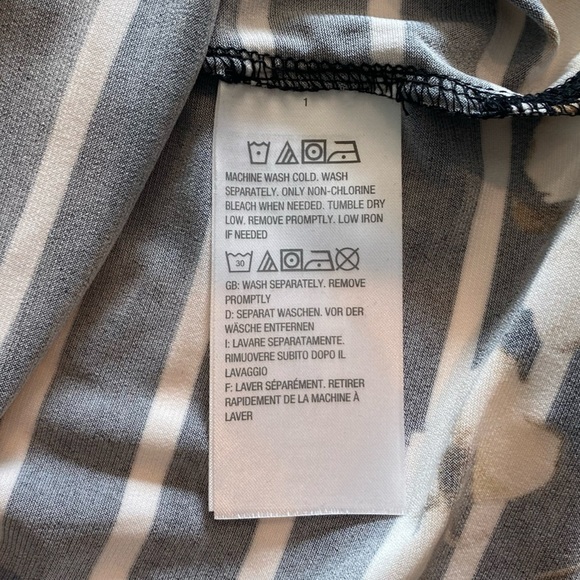 1
MACHINE WASH COLD. WASH
SEPARATELY. ONLY NON-CHLORINE
BLEACH WHEN NEEDED. TUMBLE DRY
LOW. REMOVE PROMPTLY. LOW IRON
IF NEEDED
30
GB: WASH SEPARATELY. REMOVE
PROMPTLY
D: SEPARAT WASCHEN. VOR DER
WÄSCHE ENTFERNEN
I: LAVARE SEPARATAMENTE.
RIMUOVERE SUBITO DOPO IL
LAVAGGIO
F: LAVER SÉPARÉMENT. RETIRER
RAPIDEMENT DE LA MACHINE À
LAVER